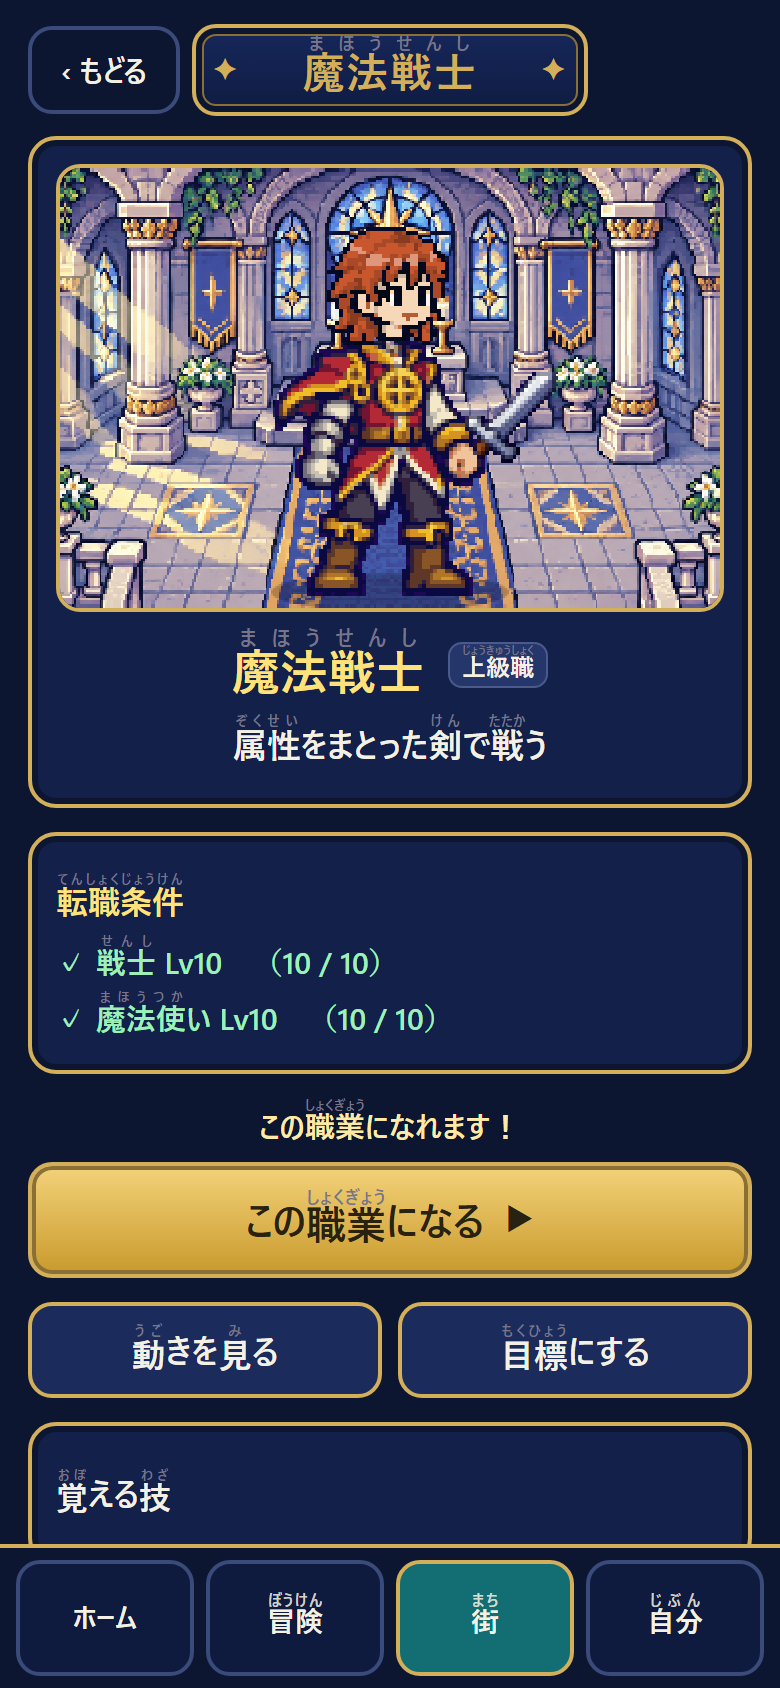 ‹ もどる
まほうせんし
✦ 魔法戦士 ✦
まほうせんし
魔法戦士
じょうきゅうしょく
上級職
ぞくせい けん たたか
属性をまとった剣で戦う
てんしょくじょうけん
転職条件
せんし
✓ 戦士 Lv10 （10 / 10）
まほうつか
✓ 魔法使い Lv10 （10 / 10）
しょくぎょう
この職業になれます！
しょくぎょう
この職業になる ▶
うご み
動きを見る
もくひょう
目標にする
おぼ わざ
覚える技
ホーム
ぼうけん
冒険
まち
街
じぶん
自分